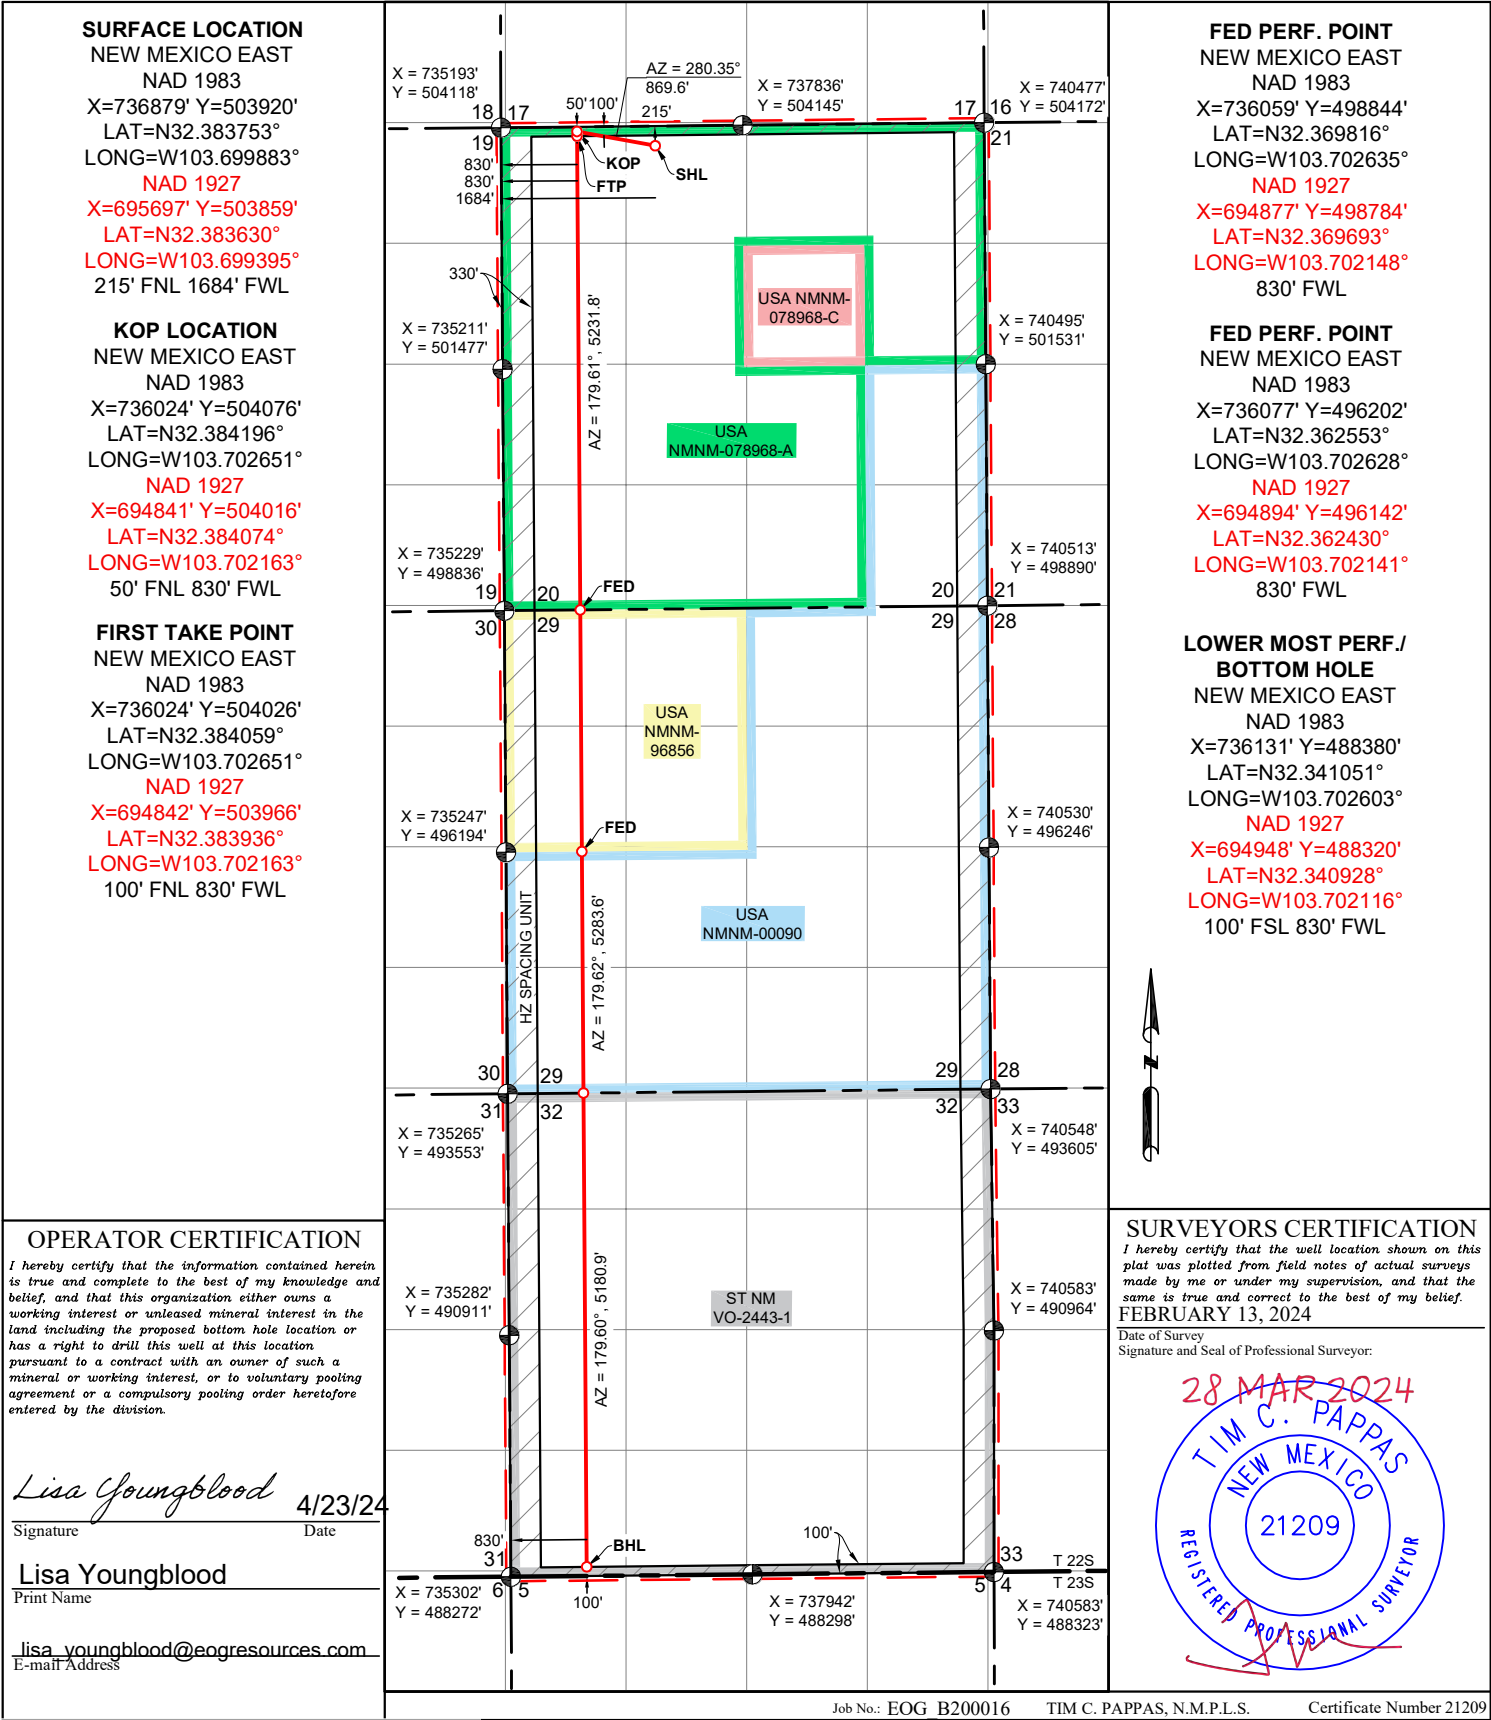 SURFACE LOCATION
NEW MEXICO EAST
NAD 1983
X=736879' Y=503920'
LAT=N32.383753°
LONG=W103.699883°
NAD 1927
X=695697' Y=503859'
LAT=N32.383630°
LONG=W103.699395°
215' FNL 1684' FWL
KOP LOCATION
NEW MEXICO EAST
NAD 1983
X=736024' Y=504076'
LAT=N32.384196°
LONG=W103.702651°
NAD 1927
X=694841' Y=504016'
LAT=N32.384074°
LONG=W103.702163°
50' FNL 830' FWL
FIRST TAKE POINT
NEW MEXICO EAST
NAD 1983
X=736024' Y=504026'
LAT=N32.384059°
LONG=W103.702651°
NAD 1927
X=694842' Y=503966'
LAT=N32.383936°
LONG=W103.702163°
100' FNL 830' FWL
OPERATOR CERTIFICATION
I hereby certify that the information contained herein
is true and complete to the best of my knowledge and
belief, and that this organization either owns a
working interest or unleased mineral interest in the
land including the proposed bottom hole location or
has a right to drill this well at this location
pursuant to a contract with an owner of such a
mineral or working interest, or to voluntary pooling
agreement or a compulsory pooling order heretofore
entered by the division.
Lisa Youngblood 4/23/24
Signature Date
Lisa Youngblood
Print Name
lisa_youngblood@eogresources.com
E-mail Address
X = 735193'
Y = 504118'
AZ = 280.35°
869.6'
X = 737836'
Y = 504145'
X = 740477'
Y = 504172'
50' 100'
215'
18 17
17 16
19
21
KOP
SHL
FTP
830'
830'
1684'
330'
USA NMNM-
078968-C
X = 735211'
Y = 501477'
X = 740495'
Y = 501531'
AZ = 179.61°, 5231.8'
USA
NMNM-078968-A
X = 735229'
Y = 498836'
X = 740513'
Y = 498890'
FED
19 20
20 21
30 29
29 28
USA
NMNM-
96856
X = 735247'
Y = 496194'
X = 740530'
Y = 496246'
FED
HZ SPACING UNIT
AZ = 179.62°, 5283.6'
USA
NMNM-00090
30 29
29 28
31 32
32 33
X = 735265'
Y = 493553'
X = 740548'
Y = 493605'
X = 735282'
Y = 490911'
X = 740583'
Y = 490964'
AZ = 179.60°, 5180.9'
ST NM
VO-2443-1
830'
BHL
100'
31
33
T 22S
T 23S
6 5
5 4
100'
X = 735302'
Y = 488272'
X = 737942'
Y = 488298'
X = 740583'
Y = 488323'
FED PERF. POINT
NEW MEXICO EAST
NAD 1983
X=736059' Y=498844'
LAT=N32.369816°
LONG=W103.702635°
NAD 1927
X=694877' Y=498784'
LAT=N32.369693°
LONG=W103.702148°
830' FWL
FED PERF. POINT
NEW MEXICO EAST
NAD 1983
X=736077' Y=496202'
LAT=N32.362553°
LONG=W103.702628°
NAD 1927
X=694894' Y=496142'
LAT=N32.362430°
LONG=W103.702141°
830' FWL
LOWER MOST PERF./
BOTTOM HOLE
NEW MEXICO EAST
NAD 1983
X=736131' Y=488380'
LAT=N32.341051°
LONG=W103.702603°
NAD 1927
X=694948' Y=488320'
LAT=N32.340928°
LONG=W103.702116°
100' FSL 830' FWL
Z
SURVEYORS CERTIFICATION
I hereby certify that the well location shown on this
plat was plotted from field notes of actual surveys
made by me or under my supervision, and that the
same is true and correct to the best of my belief.
FEBRUARY 13, 2024
Date of Survey
Signature and Seal of Professional Surveyor:
28 MAR 2024
TIM C. PAPPAS
NEW MEXICO
21209
REGISTERED PROFESSIONAL SURVEYOR
Job No.: EOG_B200016 TIM C. PAPPAS, N.M.P.L.S. Certificate Number 21209